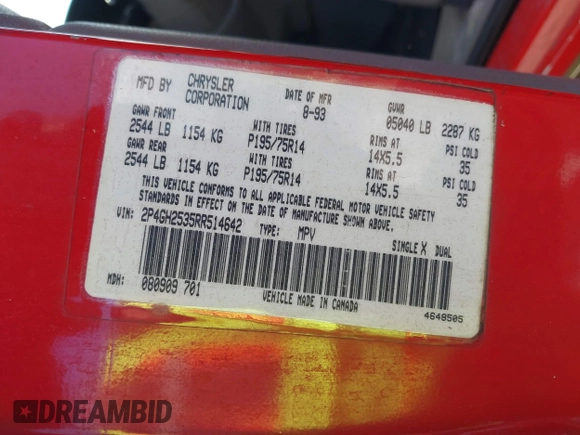 MFD BY CHRYSLER CORPORATION DATE OF MFR 8-93 GVWR 05040 LB 2287 KG
GAWR FRONT WITH TIRES RIMS AT PSI COLD
2544 LB 1154 KG P195/75R14 14X5.5 35
GAWR REAR WITH TIRES RIMS AT PSI COLD
2544 LB 1154 KG P195/75R14 14X5.5 35
THIS VEHICLE CONFORMS TO ALL APPLICABLE FEDERAL MOTOR VEHICLE SAFETY
STANDARDS IN EFFECT ON THE DATE OF MANUFACTURE SHOWN ABOVE.
VIN: 2P4GH2535RR514642 TYPE: MPV SINGLE X DUAL
MDH: 080909 701
VEHICLE MADE IN CANADA 4648505
DREAMBID